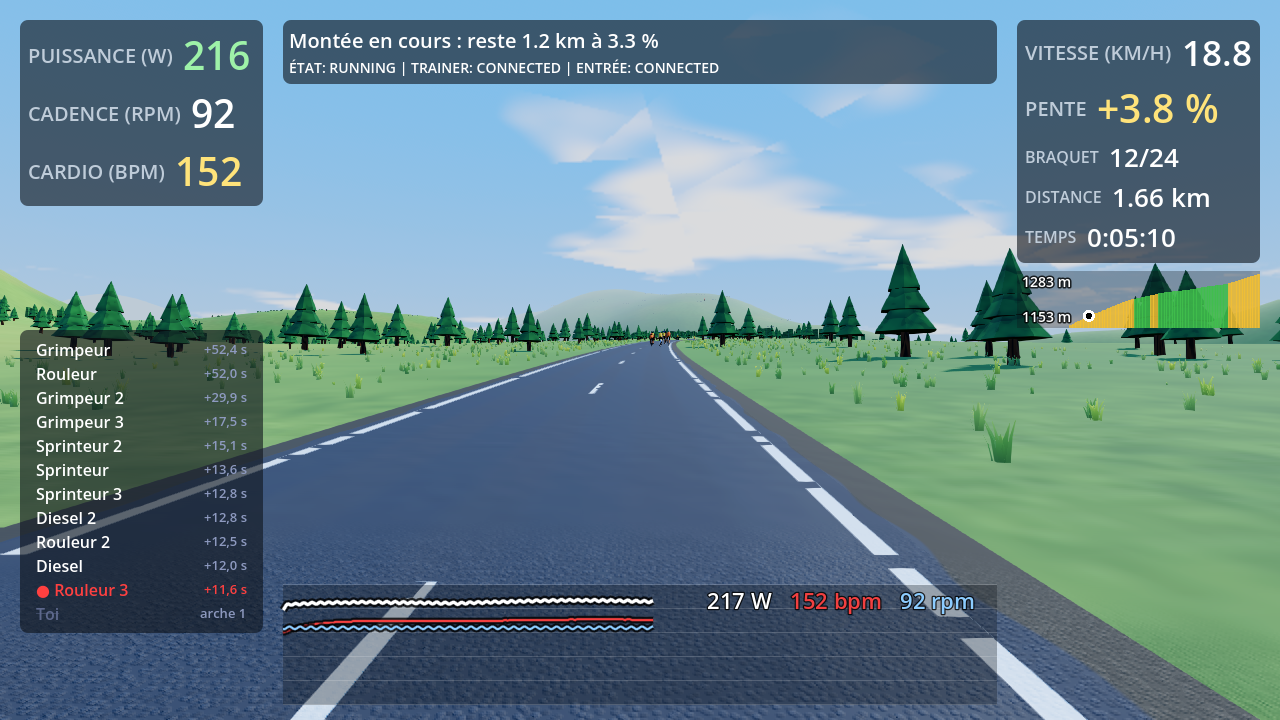 PUISSANCE (W) 216
CADENCE (RPM) 92
CARDIO (BPM) 152
Montée en cours : reste 1.2 km à 3.3 %
ÉTAT: RUNNING | TRAINER: CONNECTED | ENTRÉE: CONNECTED
VITESSE (KM/H) 18.8
PENTE +3.8 %
BRAQUET 12/24
DISTANCE 1.66 km
TEMPS 0:05:10
1283 m
1153 m
Grimpeur +52,4 s
Rouleur +52,0 s
Grimpeur 2 +29,9 s
Grimpeur 3 +17,5 s
Sprinteur 2 +15,1 s
Sprinteur +13,6 s
Sprinteur 3 +12,8 s
Diesel 2 +12,8 s
Rouleur 2 +12,5 s
Diesel +12,0 s
Rouleur 3 +11,6 s
Toi arche 1
217 W 152 bpm 92 rpm